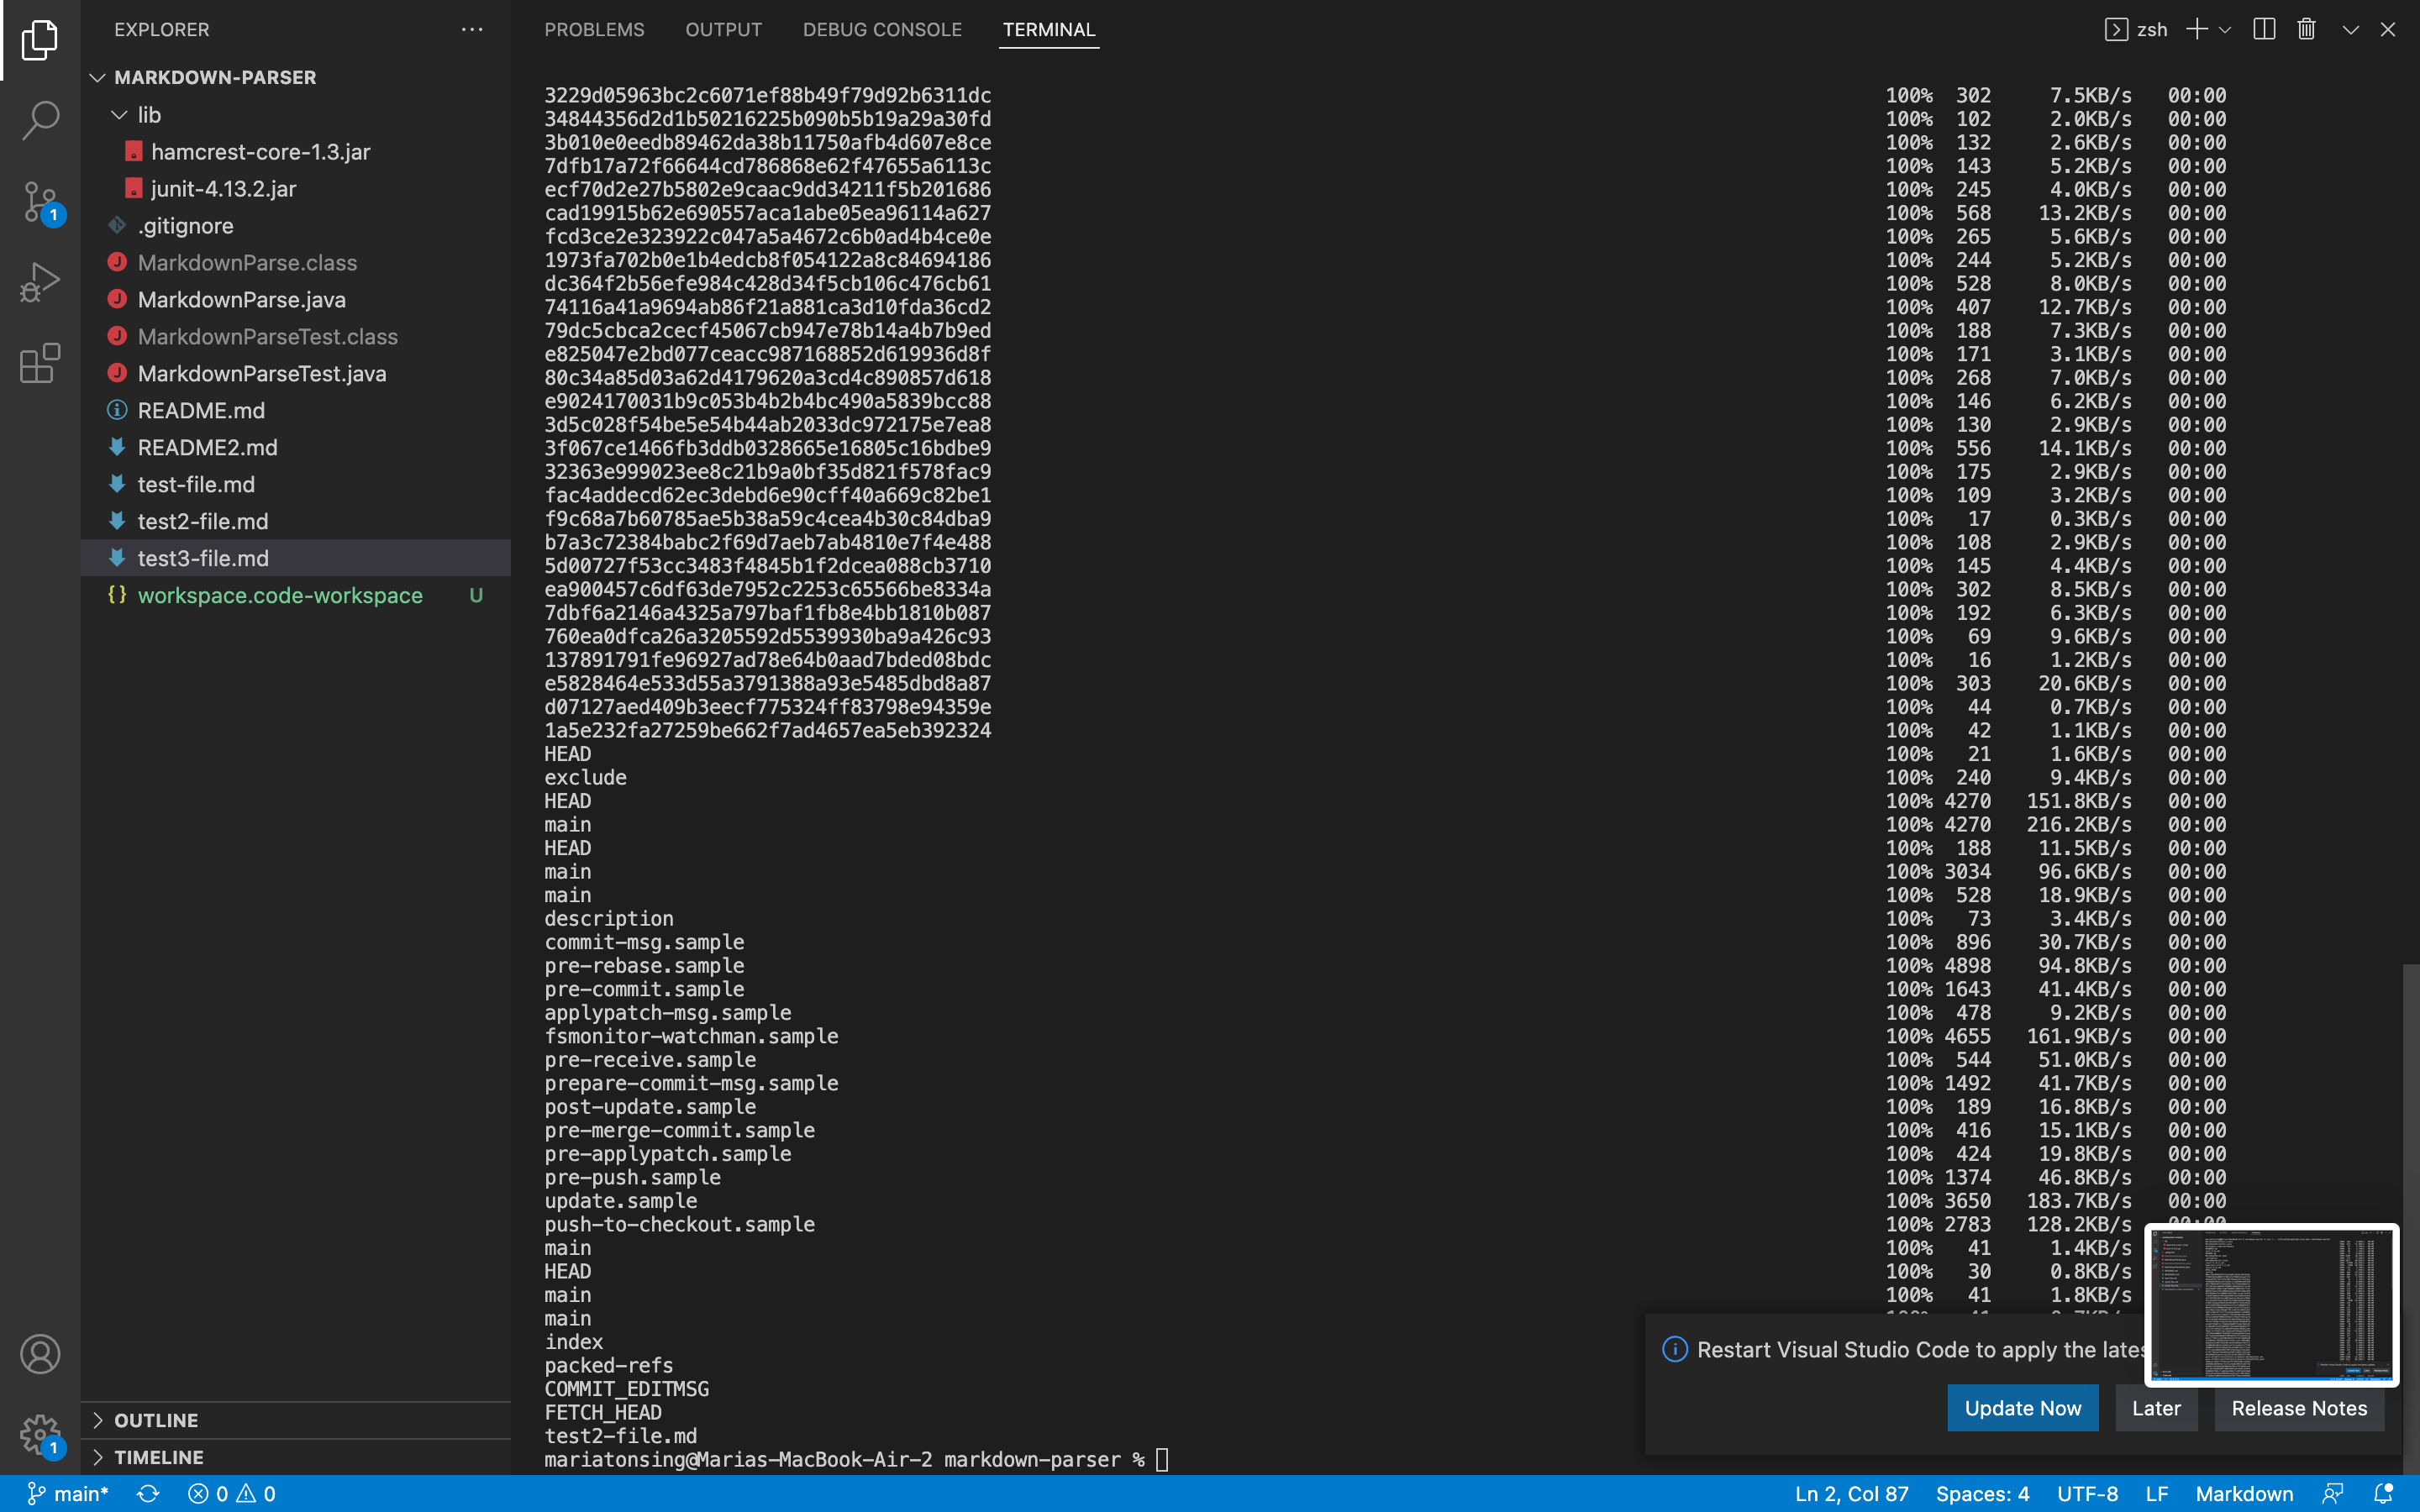 EXPLORER
MARKDOWN-PARSER
lib
hamcrest-core-1.3.jar
junit-4.13.2.jar
.gitignore
MarkdownParse.class
MarkdownParse.java
MarkdownParseTest.class
MarkdownParseTest.java
README.md
README2.md
test-file.md
test2-file.md
test3-file.md
{} workspace.code-workspace U
OUTLINE
TIMELINE
1
1
PROBLEMS OUTPUT DEBUG CONSOLE TERMINAL
zsh
3229d05963bc2c6071ef88b49f79d92b6311dc 100% 302 7.5KB/s 00:00
34844356d2d1b50216225b090b5b19a29a30fd 100% 102 2.0KB/s 00:00
3b010e0eedb89462da38b11750afb4d607e8ce 100% 132 2.6KB/s 00:00
7dfb17a72f66644cd786868e62f47655a6113c 100% 143 5.2KB/s 00:00
ecf70d2e27b5802e9caac9dd34211f5b201686 100% 245 4.0KB/s 00:00
cad19915b62e690557aca1abe05ea96114a627 100% 568 13.2KB/s 00:00
fcd3ce2e323922c047a5a4672c6b0ad4b4ce0e 100% 265 5.6KB/s 00:00
1973fa702b0e1b4edcb8f054122a8c84694186 100% 244 5.2KB/s 00:00
dc364f2b56efe984c428d34f5cb106c476cb61 100% 528 8.0KB/s 00:00
74116a41a9694ab86f21a881ca3d10fda36cd2 100% 407 12.7KB/s 00:00
79dc5cbca2cecf45067cb947e78b14a4b7b9ed 100% 188 7.3KB/s 00:00
e825047e2bd077ceacc987168852d619936d8f 100% 171 3.1KB/s 00:00
80c34a85d03a62d4179620a3cd4c890857d618 100% 268 7.0KB/s 00:00
e9024170031b9c053b4b2b4bc490a5839bcc88 100% 146 6.2KB/s 00:00
3d5c028f54be5e54b44ab2033dc972175e7ea8 100% 130 2.9KB/s 00:00
3f067ce1466fb3ddb0328665e16805c16bdbe9 100% 556 14.1KB/s 00:00
32363e999023ee8c21b9a0bf35d821f578fac9 100% 175 2.9KB/s 00:00
fac4addecd62ec3debd6e90cff40a669c82be1 100% 109 3.2KB/s 00:00
f9c68a7b60785ae5b38a59c4cea4b30c84dba9 100% 17 0.3KB/s 00:00
b7a3c72384babc2f69d7aeb7ab4810e7f4e488 100% 108 2.9KB/s 00:00
5d00727f53cc3483f4845b1f2dcea088cb3710 100% 145 4.4KB/s 00:00
ea900457c6df63de7952c2253c65566be8334a 100% 302 8.5KB/s 00:00
7dbf6a2146a4325a797baf1fb8e4bb1810b087 100% 192 6.3KB/s 00:00
760ea0dfca26a3205592d5539930ba9a426c93 100% 69 9.6KB/s 00:00
137891791fe96927ad78e64b0aad7bded08bdc 100% 16 1.2KB/s 00:00
e5828464e533d55a3791388a93e5485dbd8a87 100% 303 20.6KB/s 00:00
d07127aed409b3eecf775324ff83798e94359e 100% 44 0.7KB/s 00:00
1a5e232fa27259be662f7ad4657ea5eb392324 100% 42 1.1KB/s 00:00
HEAD 100% 21 1.6KB/s 00:00
exclude 100% 240 9.4KB/s 00:00
HEAD 100% 4270 151.8KB/s 00:00
main 100% 4270 216.2KB/s 00:00
HEAD 100% 188 11.5KB/s 00:00
main 100% 3034 96.6KB/s 00:00
main 100% 528 18.9KB/s 00:00
description 100% 73 3.4KB/s 00:00
commit-msg.sample 100% 896 30.7KB/s 00:00
pre-rebase.sample 100% 4898 94.8KB/s 00:00
pre-commit.sample 100% 1643 41.4KB/s 00:00
applypatch-msg.sample 100% 478 9.2KB/s 00:00
fsmonitor-watchman.sample 100% 4655 161.9KB/s 00:00
pre-receive.sample 100% 544 51.0KB/s 00:00
prepare-commit-msg.sample 100% 1492 41.7KB/s 00:00
post-update.sample 100% 189 16.8KB/s 00:00
pre-merge-commit.sample 100% 416 15.1KB/s 00:00
pre-applypatch.sample 100% 424 19.8KB/s 00:00
pre-push.sample 100% 1374 46.8KB/s 00:00
update.sample 100% 3650 183.7KB/s 00:00
push-to-checkout.sample 100% 2783 128.2KB/s
main 100% 41 1.4KB/s
HEAD 100% 30 0.8KB/s
main 100% 41 1.8KB/s
main
index
packed-refs
COMMIT_EDITMSG
FETCH_HEAD
test2-file.md
mariatonsing@Marias-MacBook-Air-2 markdown-parser %
Restart Visual Studio Code to apply the lates
Update Now Later Release Notes
main* 0 0 Ln 2, Col 87 Spaces: 4 UTF-8 LF Markdown